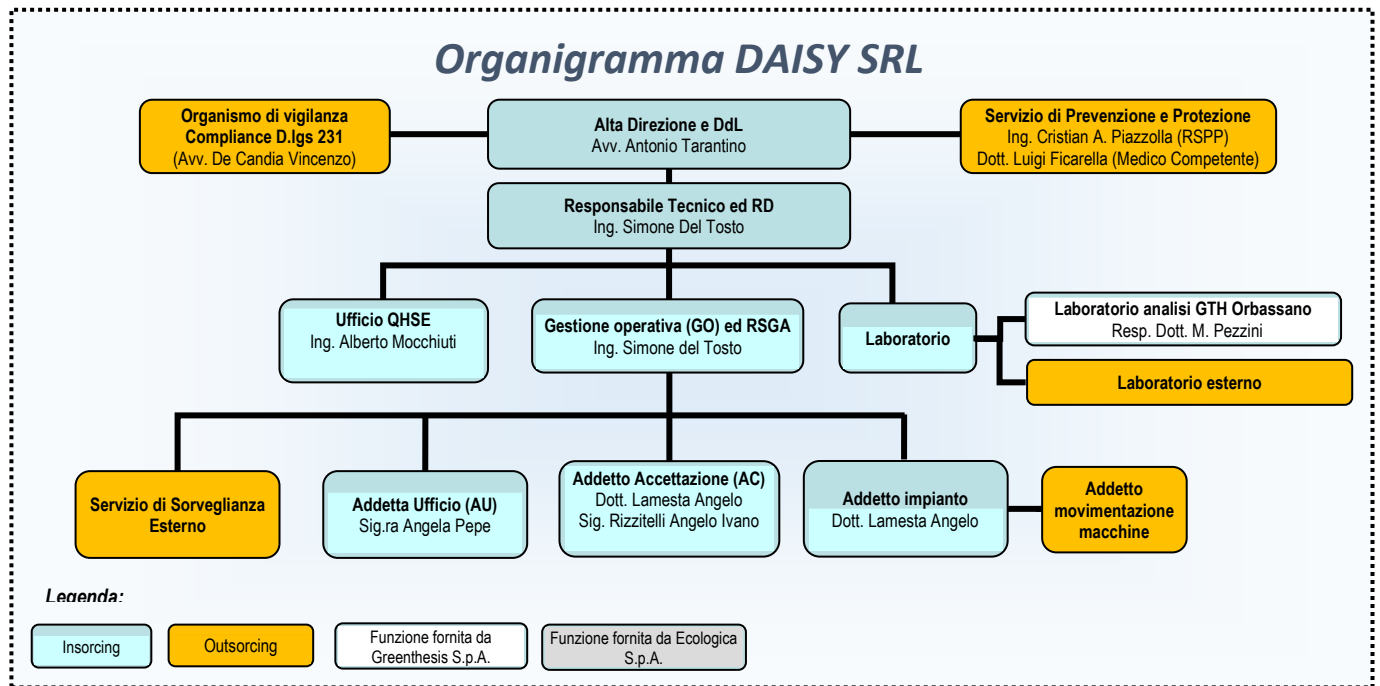 Organigramma DAISY SRL
Organismo di vigilanza
Compliance D.lgs 231
(Avv. De Candia Vincenzo)
Alta Direzione e DdL
Avv. Antonio Tarantino
Servizio di Prevenzione e Protezione
Ing. Cristian A. Piazzolla (RSPP)
Dott. Luigi Ficarella (Medico Competente)
Responsabile Tecnico ed RD
Ing. Simone Del Tosto
Ufficio QHSE
Ing. Alberto Mocchiuti
Gestione operativa (GO) ed RSGA
Ing. Simone del Tosto
Laboratorio
Laboratorio analisi GTH Orbassano
Resp. Dott. M. Pezzini
Laboratorio esterno
Servizio di Sorveglianza
Esterno
Addetta Ufficio (AU)
Sig.ra Angela Pepe
Addetto Accettazione (AC)
Dott. Lamesta Angelo
Sig. Rizzitelli Angelo Ivano
Addetto impianto
Dott. Lamesta Angelo
Addetto
movimentazione
macchine
Legenda:
Insorcing
Outsorcing
Funzione fornita da
Greenthesis S.p.A.
Funzione fornita da Ecologica
S.p.A.